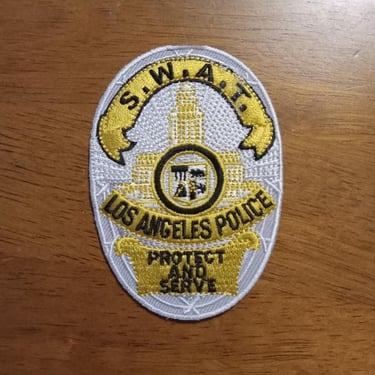 S.W.A.T.
LOS ANGELES POLICE
PROTECT
AND
SERVE